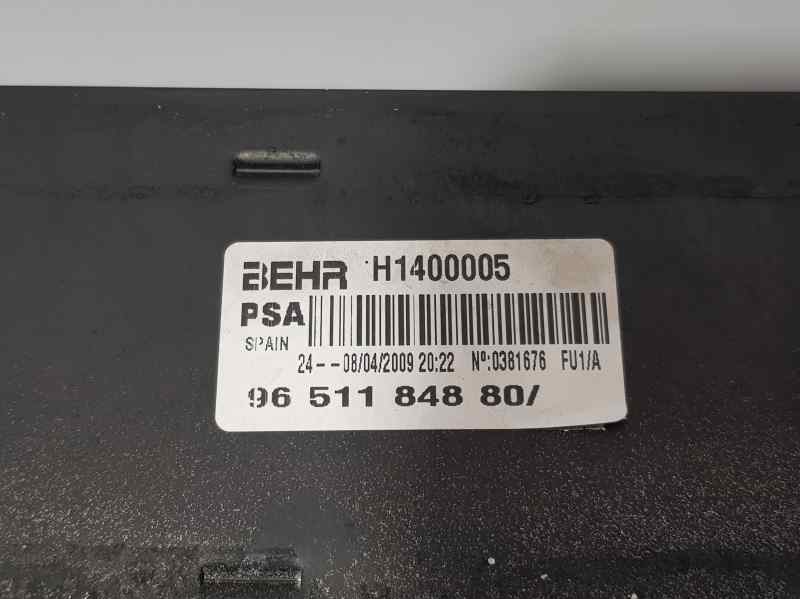 BEHR H1400005
PSA
SPAIN
24--08/04/2009 20:22 Nº:0381676 FU1/A
96 511 848 80/